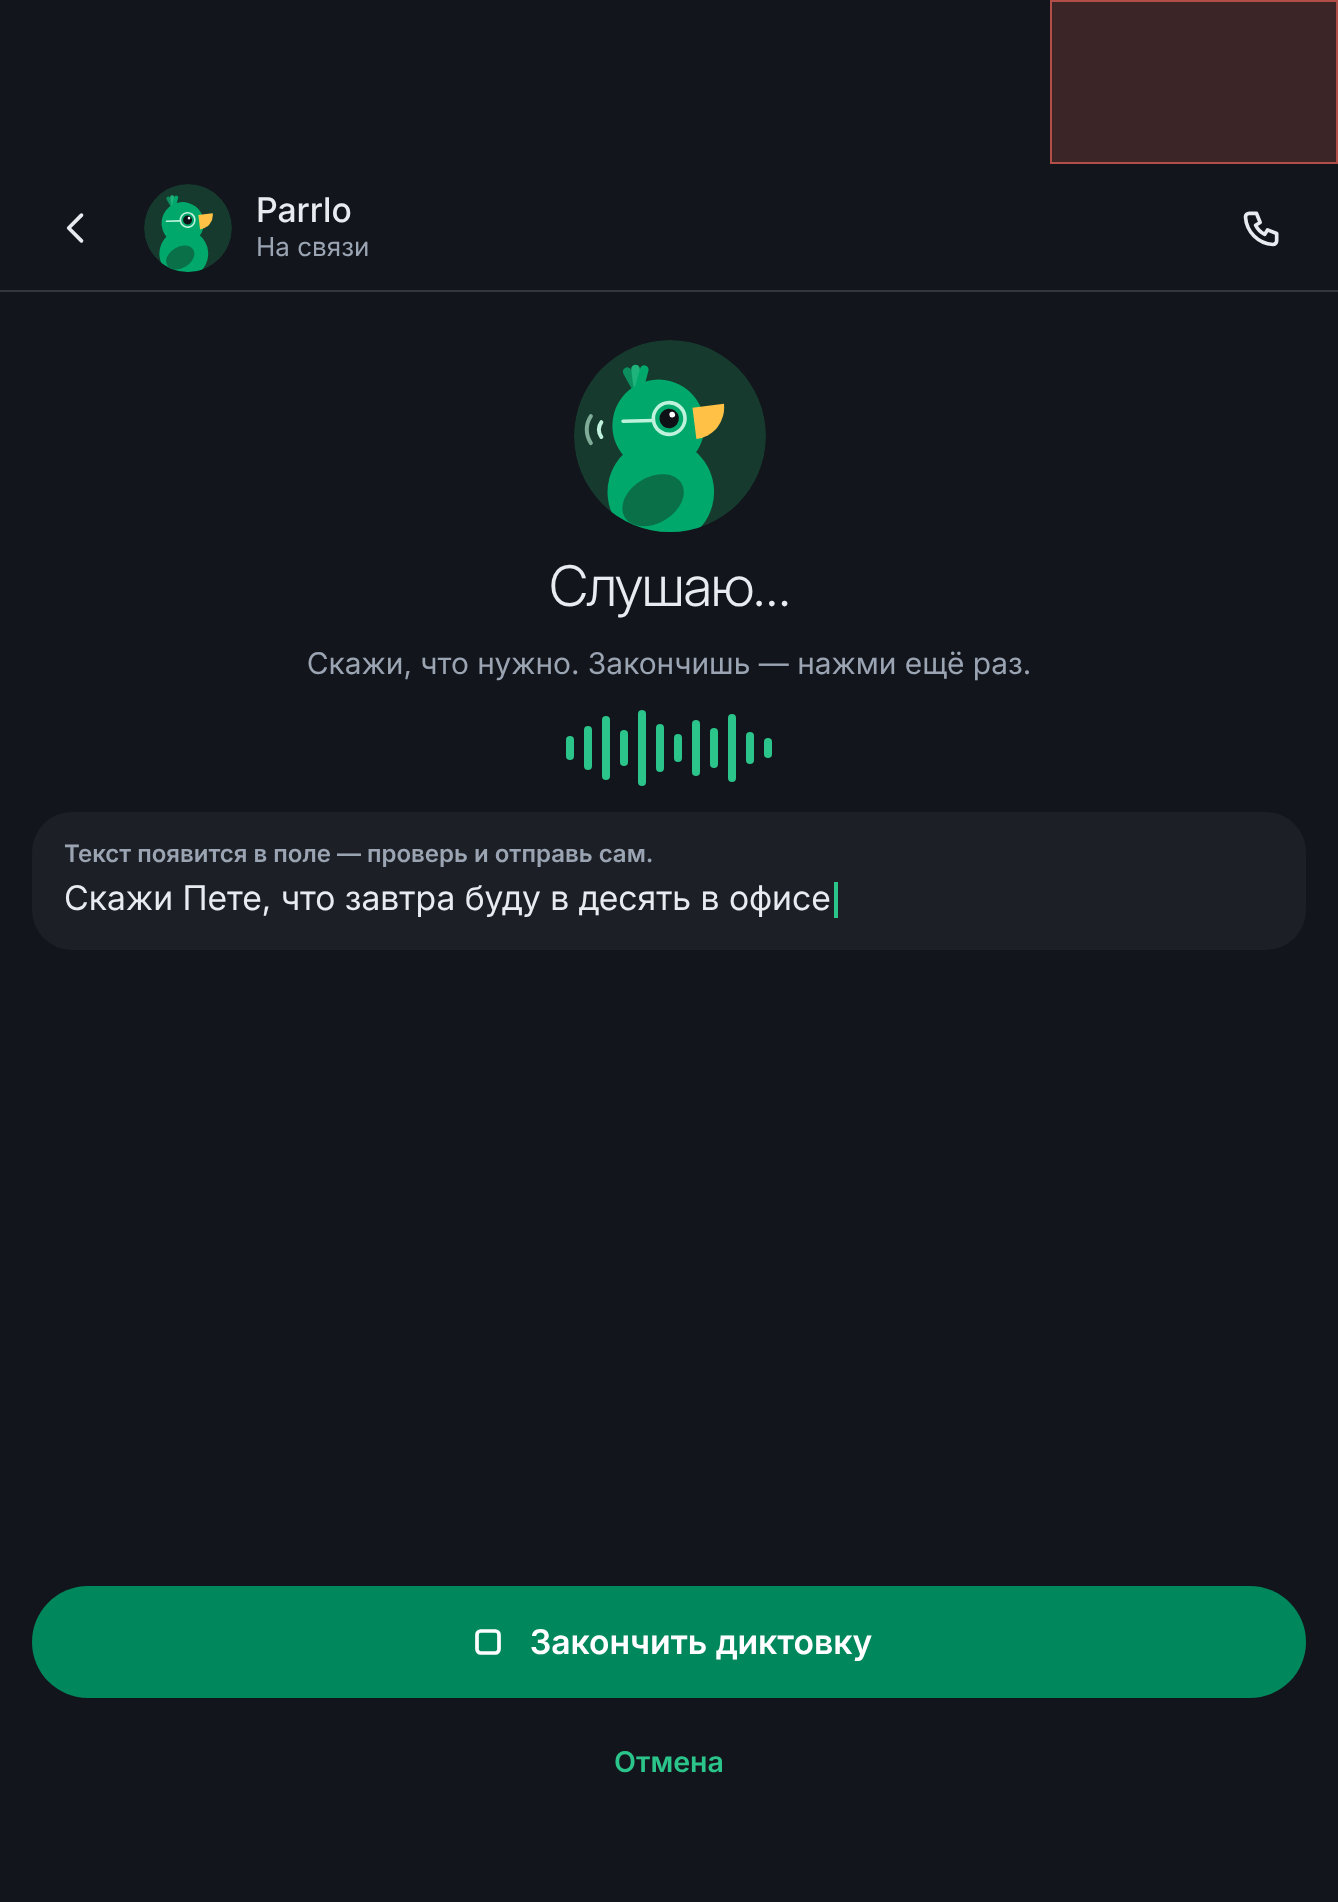 Parrlo
На связи
Слушаю...
Скажи, что нужно. Закончишь — нажми ещё раз.
Текст появится в поле — проверь и отправь сам.
Скажи Пете, что завтра буду в десять в офисе
Закончить диктовку
Отмена